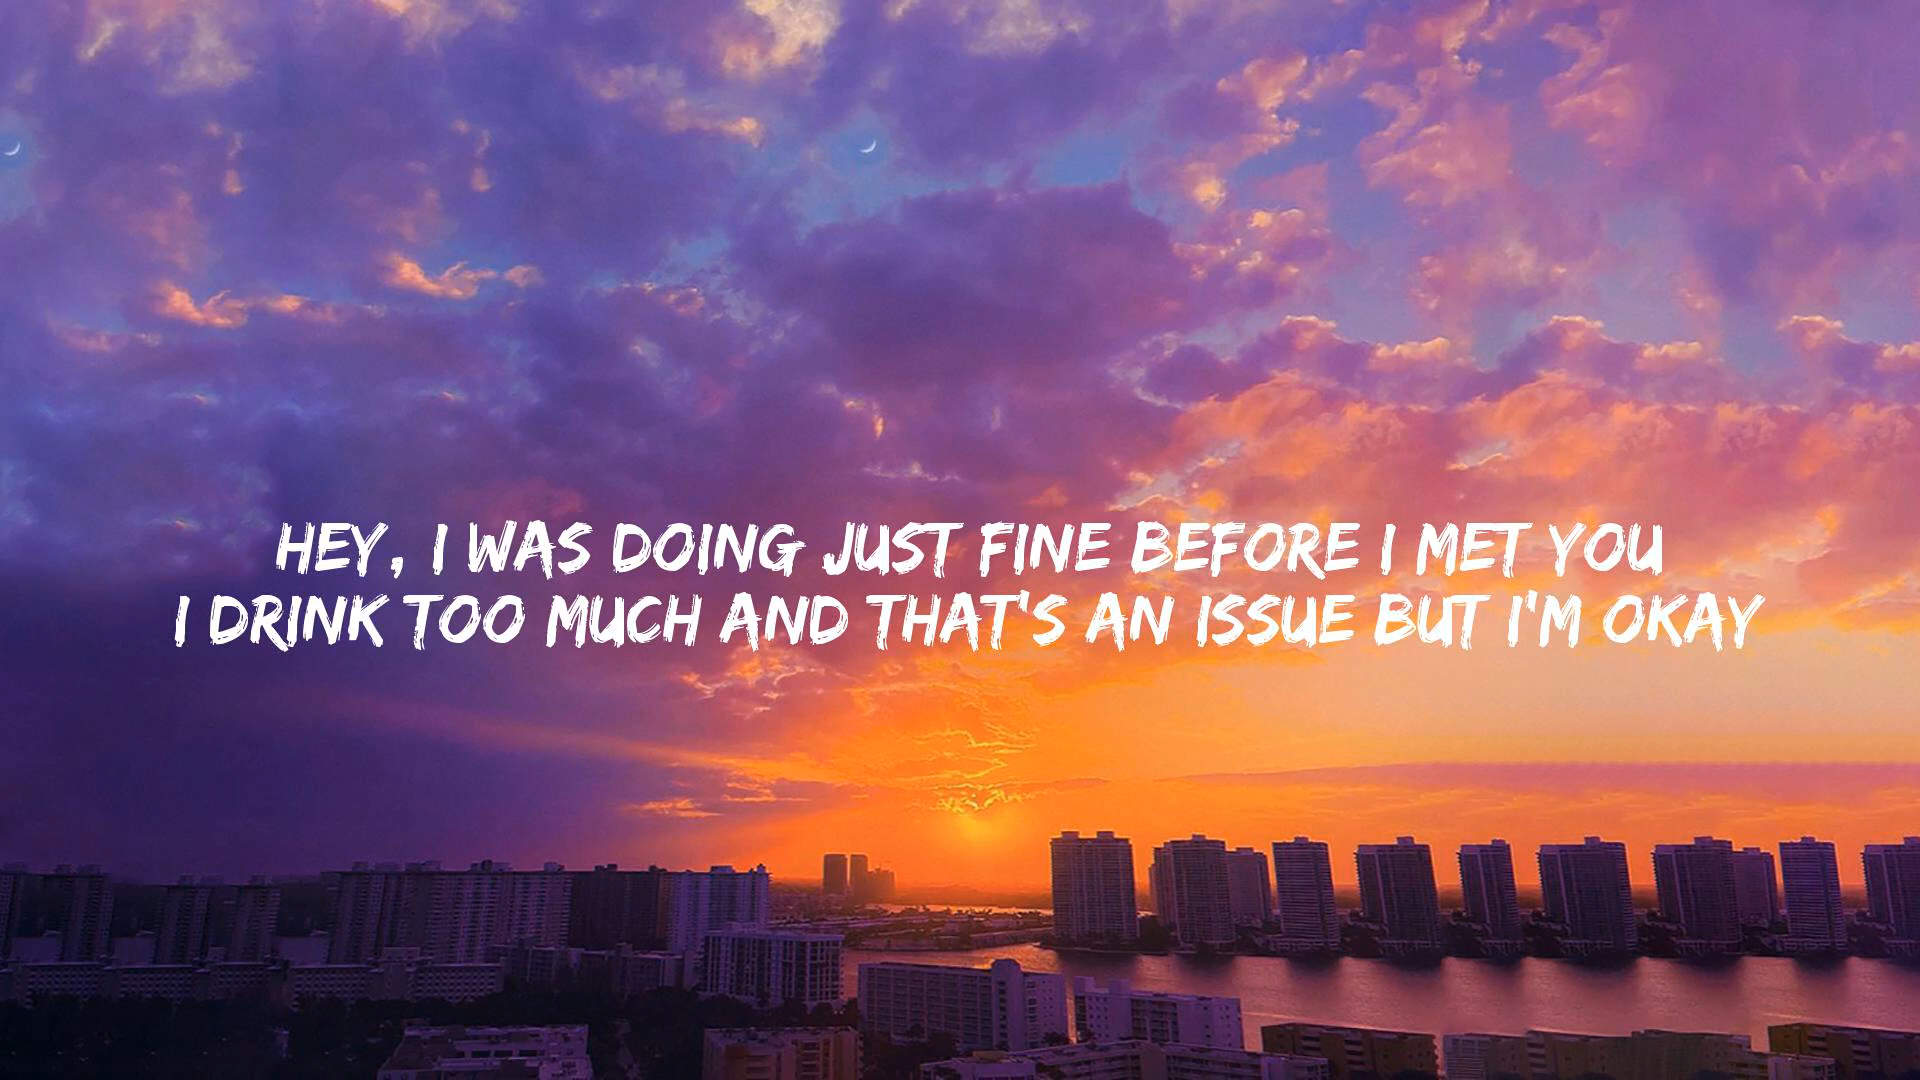 HEY, I WAS DOING JUST FINE BEFORE I MET YOU
I DRINK TOO MUCH AND THAT'S AN ISSUE BUT I'M OKAY